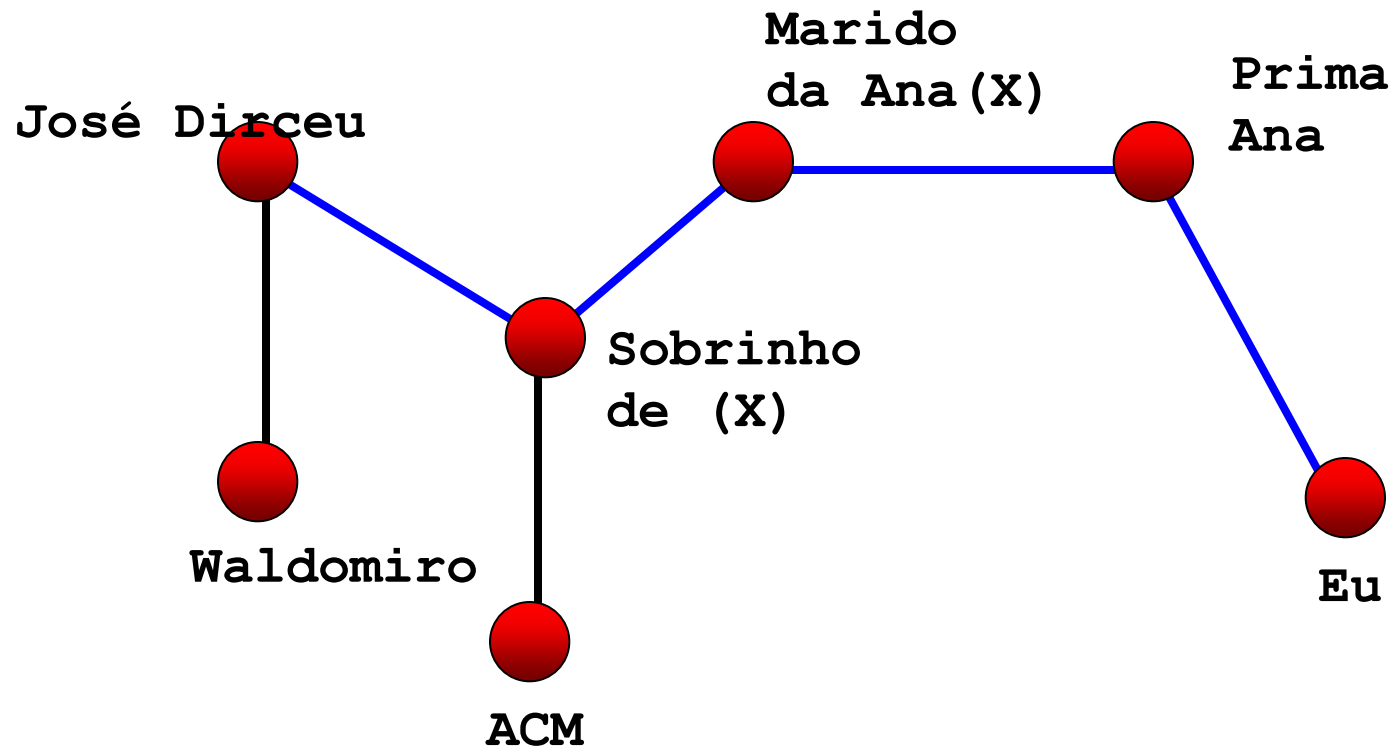 José Dirceu
Marido
da Ana(X)
Prima
Ana
Sobrinho
de (X)
Waldomiro
Eu
ACM